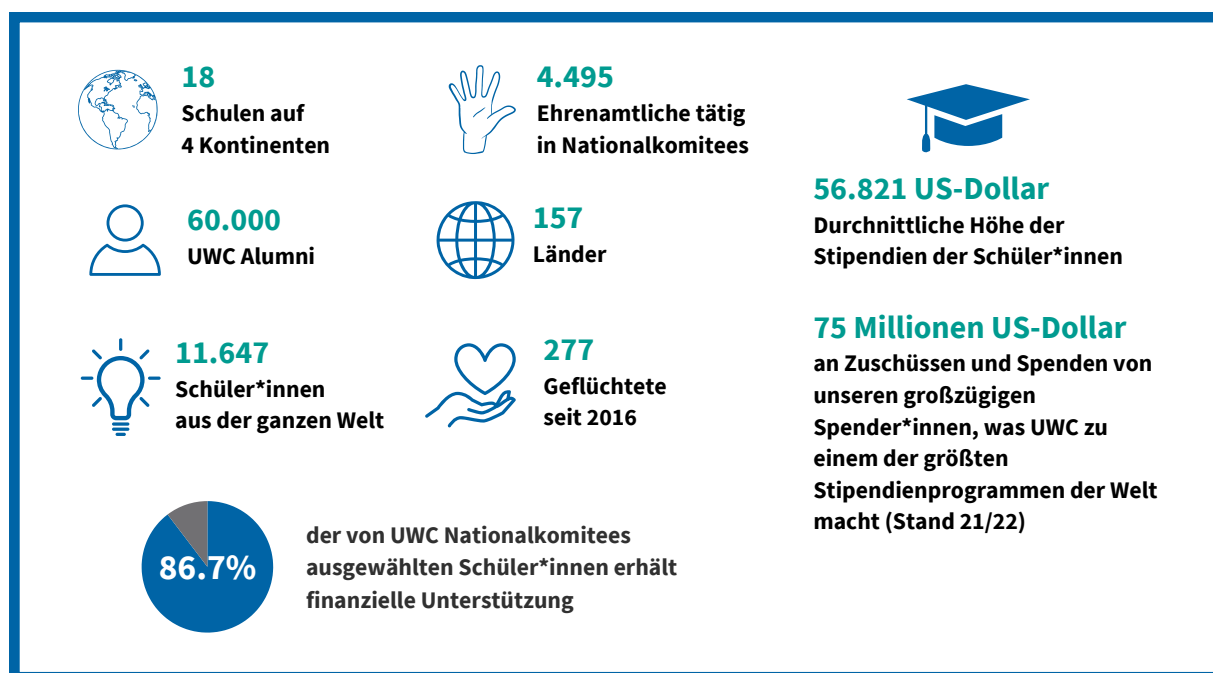 18
Schulen auf
4 Kontinenten
4.495
Ehrenamtliche tätig
in Nationalkomitees
60.000
UWC Alumni
157
Länder
11.647
Schüler*innen
aus der ganzen Welt
277
Geflüchtete
seit 2016
86.7%
der von UWC Nationalkomitees
ausgewählten Schüler*innen erhält
finanzielle Unterstützung
56.821 US-Dollar
Durchnittliche Höhe der
Stipendien der Schüler*innen
75 Millionen US-Dollar
an Zuschüssen und Spenden von
unseren großzügigen
Spender*innen, was UWC zu
einem der größten
Stipendienprogrammen der Welt
macht (Stand 21/22)